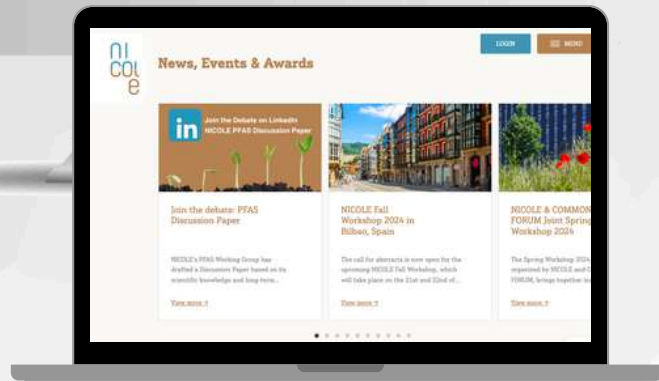 ni
col
e
News, Events & Awards
LOGIN
MENU
in
Join the Debate on LinkedIn
NICOLE PFAS Discussion Paper
Join the debate: PFAS
Discussion Paper
NICOLE's PFAS Working Group has
drafted a Discussion Paper based on its
scientific knowledge and long-term...
View more
NICOLE Fall
Workshop 2024 in
Bilbao, Spain
The call for abstracts is now open for the
upcoming NICOLE Fall Workshop, which
will take place on the 21st and 22nd of...
View more
NICOLE & COMMON
FORUM Joint Spring
Workshop 2024
The Spring Workshop 2024,
organized by NICOLE and
FORUM, brings together
View more